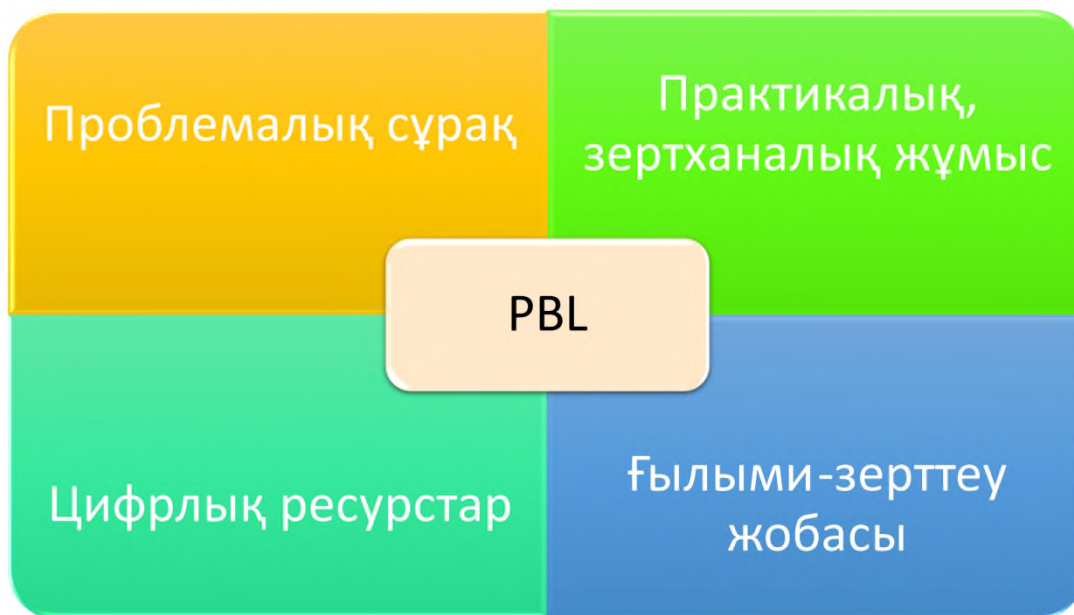 Проблемалық сұрақ
Практикалық,
зертханалық жұмыс
PBL
Цифрлық ресурстар
Ғылыми-зерттеу
жобасы